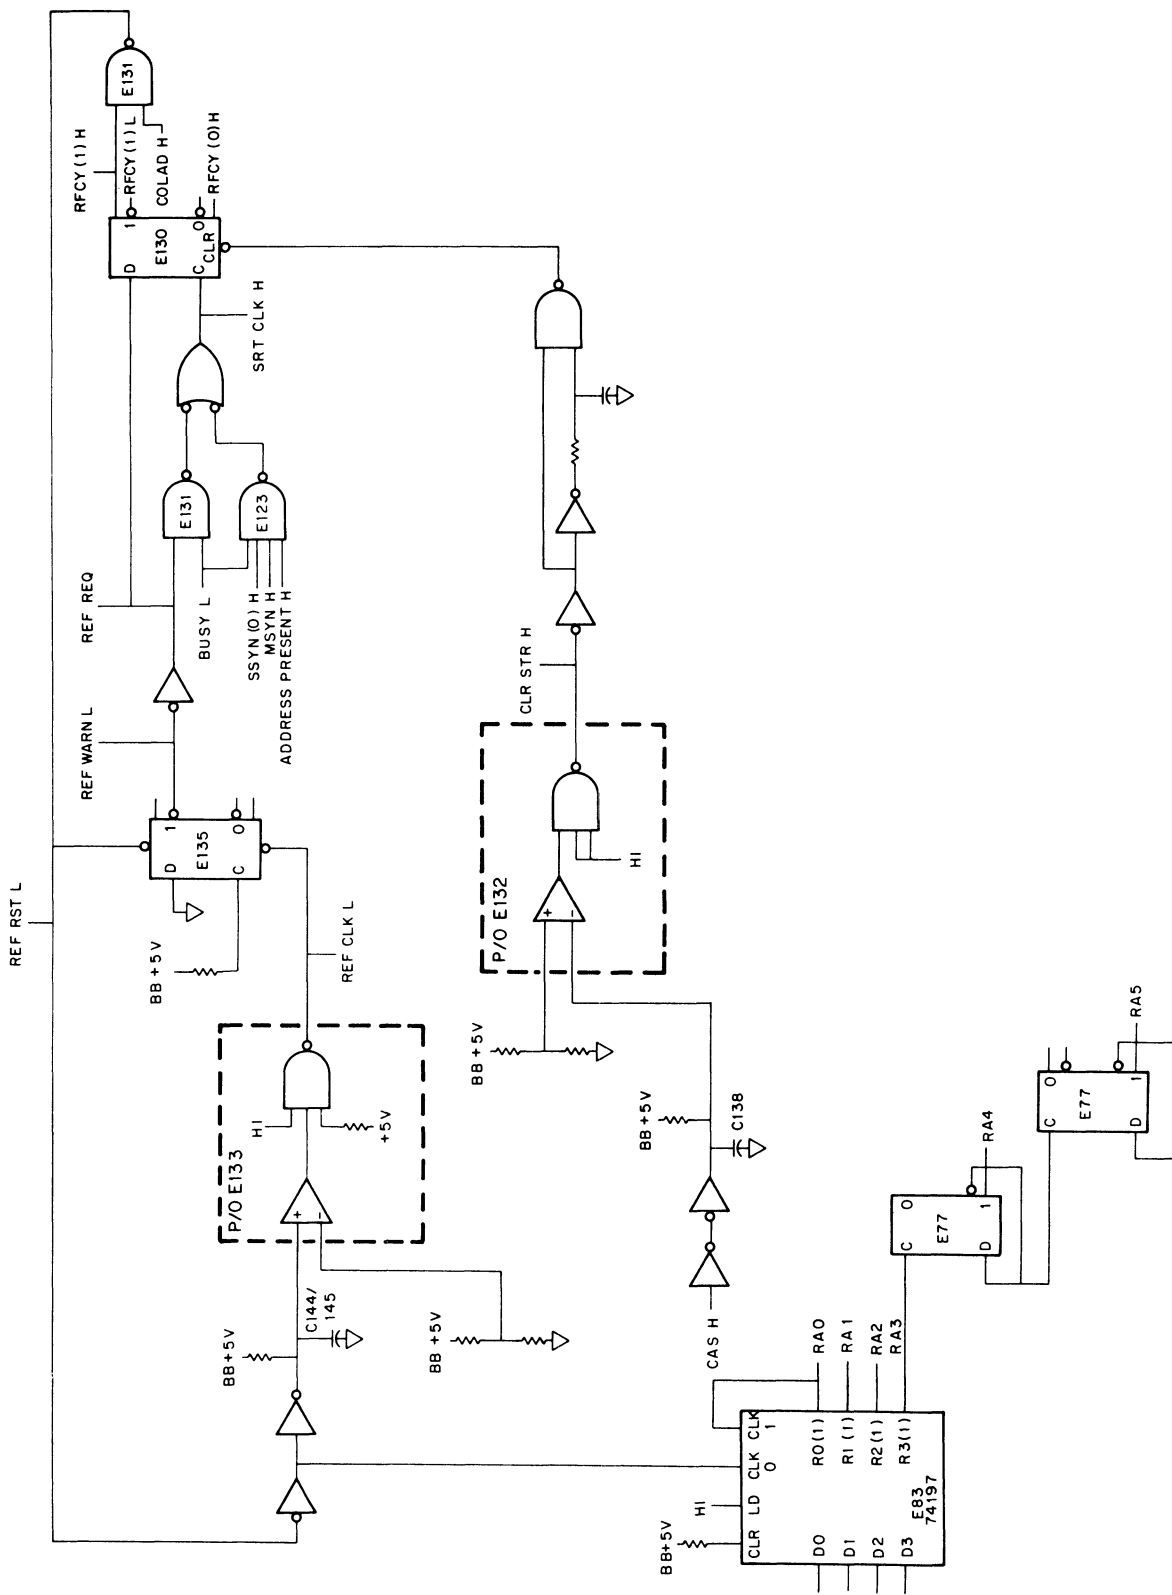 REF RST L
REF WARN L
REF REQ
RFCY (1) H
RFCY (1) L
COLAD H
RFCY (0) H
E131
D
1
E130
C
0
CLR
SRT CLK H
E131
E123
BUSY L
SSYN (0) H
MSYN H
ADDRESS PRESENT H
D
1
E135
C
0
BB+5V
REF CLK L
CLR STR H
P/O E133
HI
+5V
+
-
P/O E132
HI
+
-
BB+5V
C144/
145
BB+5V
BB+5V
BB+5V
C138
CAS H
BB+5V
HI
CLR
LD
CLK
0
CLK
1
D0
D1
D2
D3
R0(1)
R1(1)
R2(1)
R3(1)
E83
74197
RA0
RA1
RA2
RA3
C
0
E77
D
1
RA4
C
0
E77
D
1
RA5